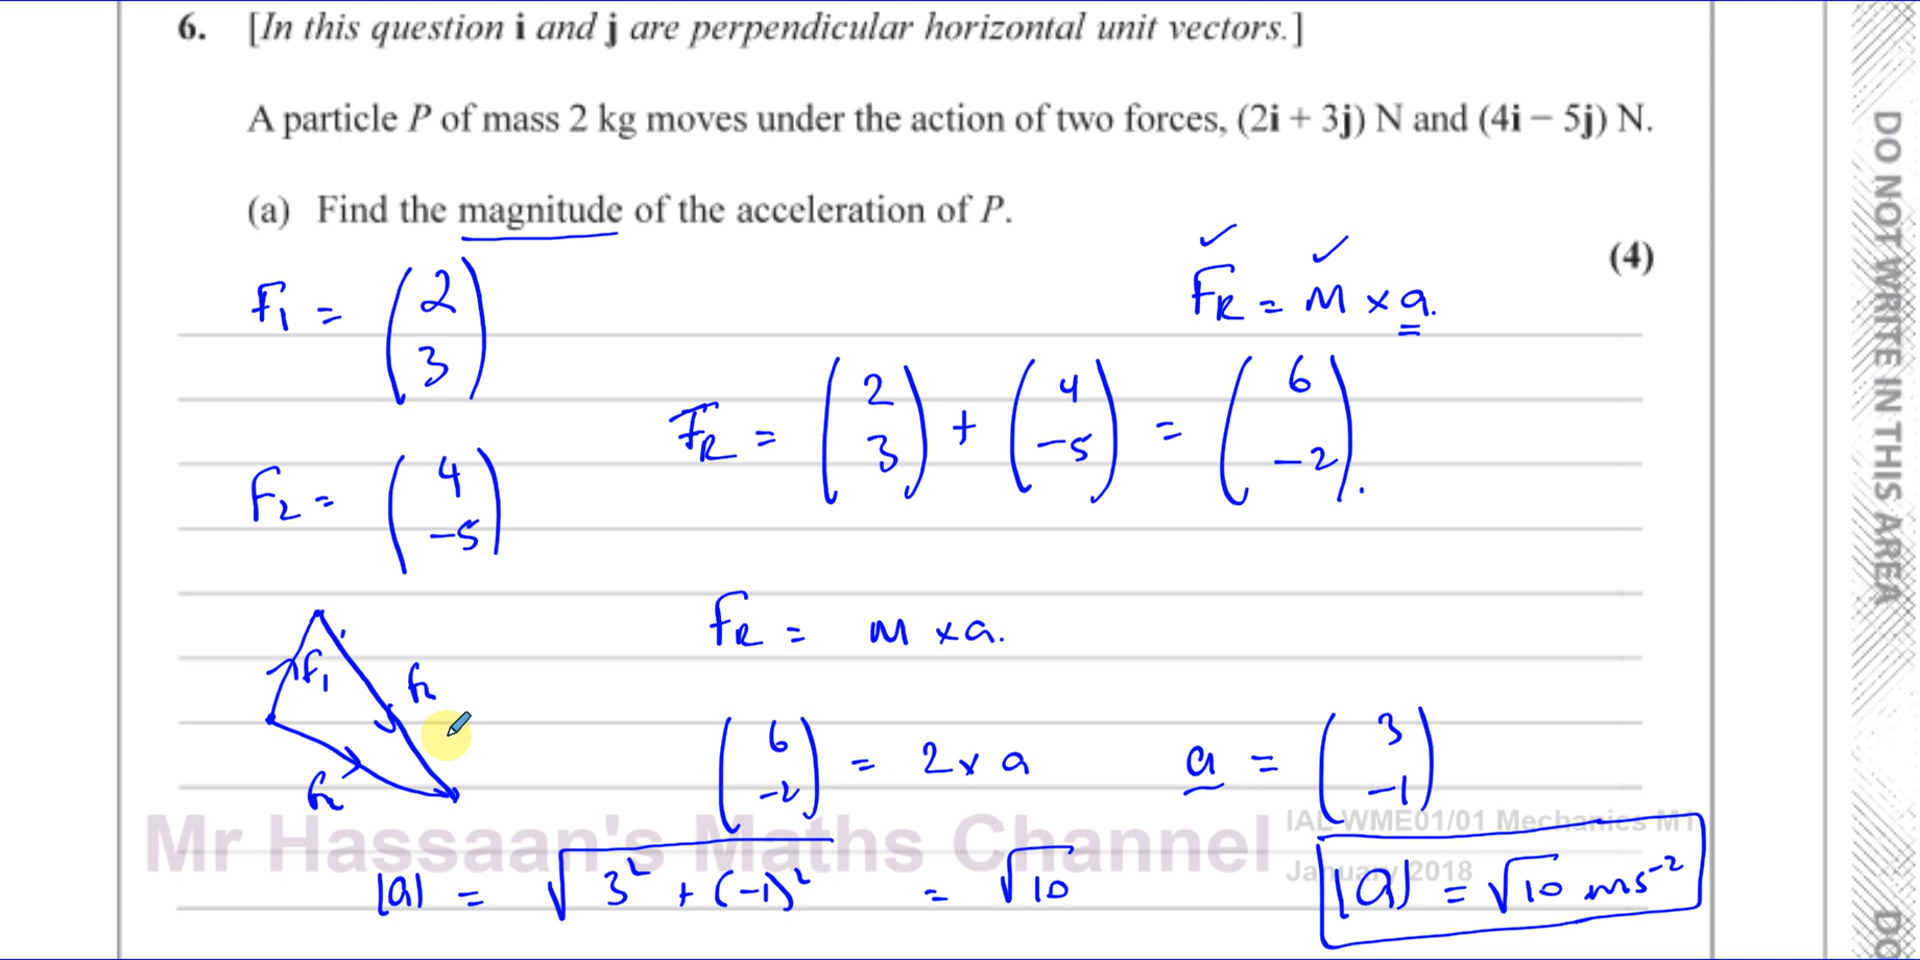 6. [In this question i and j are perpendicular horizontal unit vectors.]
A particle P of mass 2 kg moves under the action of two forces, (2i + 3j) N and (4i − 5j) N.
(a) Find the magnitude of the acceleration of P.
(4)
F₁ = (2 3)
F_R = M × a.
F_R = (2 3) + (4 −5) = (6 −2).
F₂ = (4 −5)
F_R = M × a.
F₁
(6 −2) = 2 × a
a = (3 −1)
Mr Hassaan's Maths Channel
IAL WME01/01 Mechanics M1
January 2018
|a| = √3² + (−1)² = √10
|a| = √10 ms⁻²
DO NOT WRITE IN THIS AREA
DO